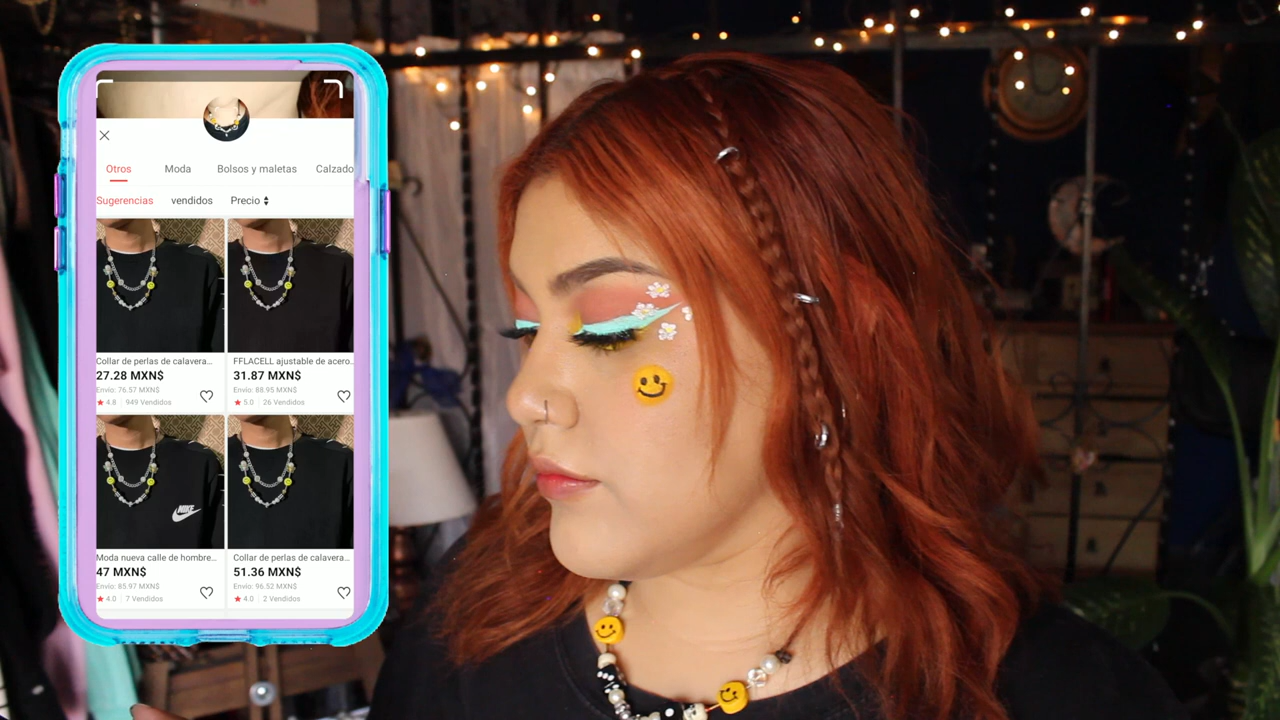 Otros Moda Bolsos y maletas Calzado
Sugerencias vendidos Precio
Collar de perlas de calavera...
27.28 MXN$
Envío: 76.57 MXN$
4.8 949 Vendidos
FFLACELL ajustable de acero...
31.87 MXN$
Envío: 88.95 MXN$
5.0 26 Vendidos
NIKE
Moda nueva calle de hombre...
47 MXN$
Envío: 85.97 MXN$
4.0 7 Vendidos
Collar de perlas de calavera...
51.36 MXN$
Envío: 96.52 MXN$
4.0 2 Vendidos